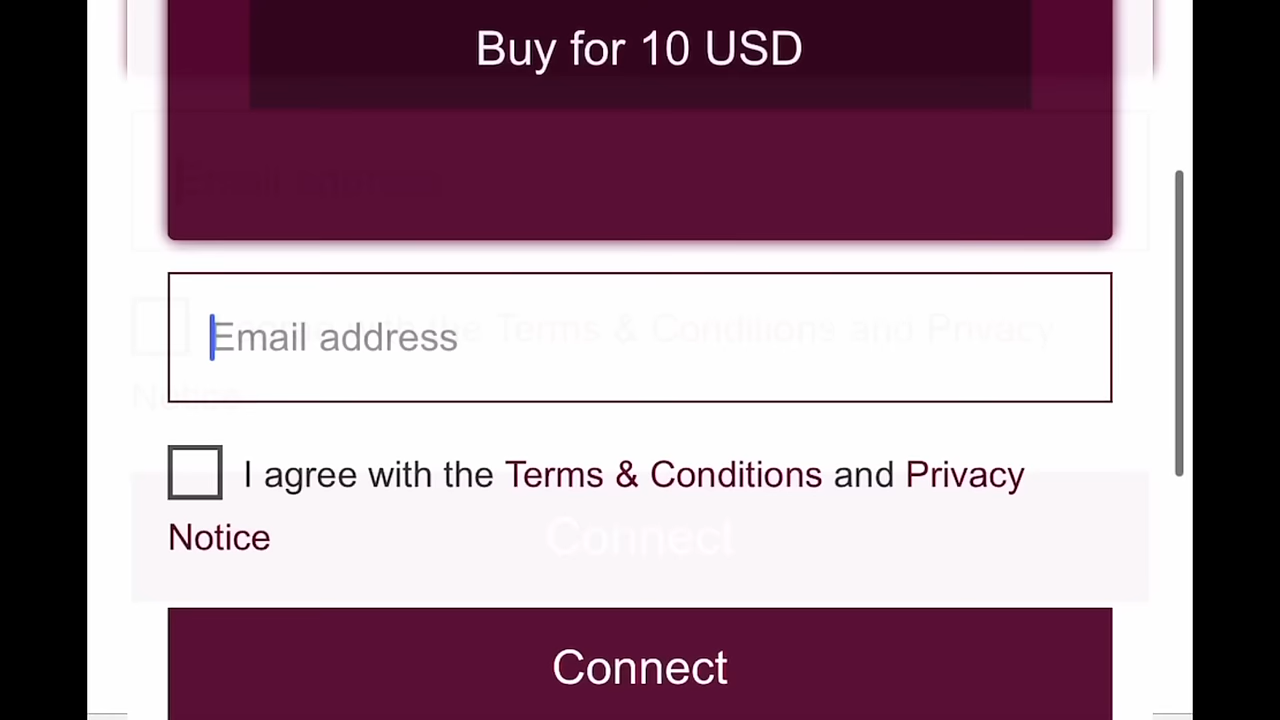 Buy for 10 USD
Email address
I agree with the Terms & Conditions and Privacy
Notice
Connect